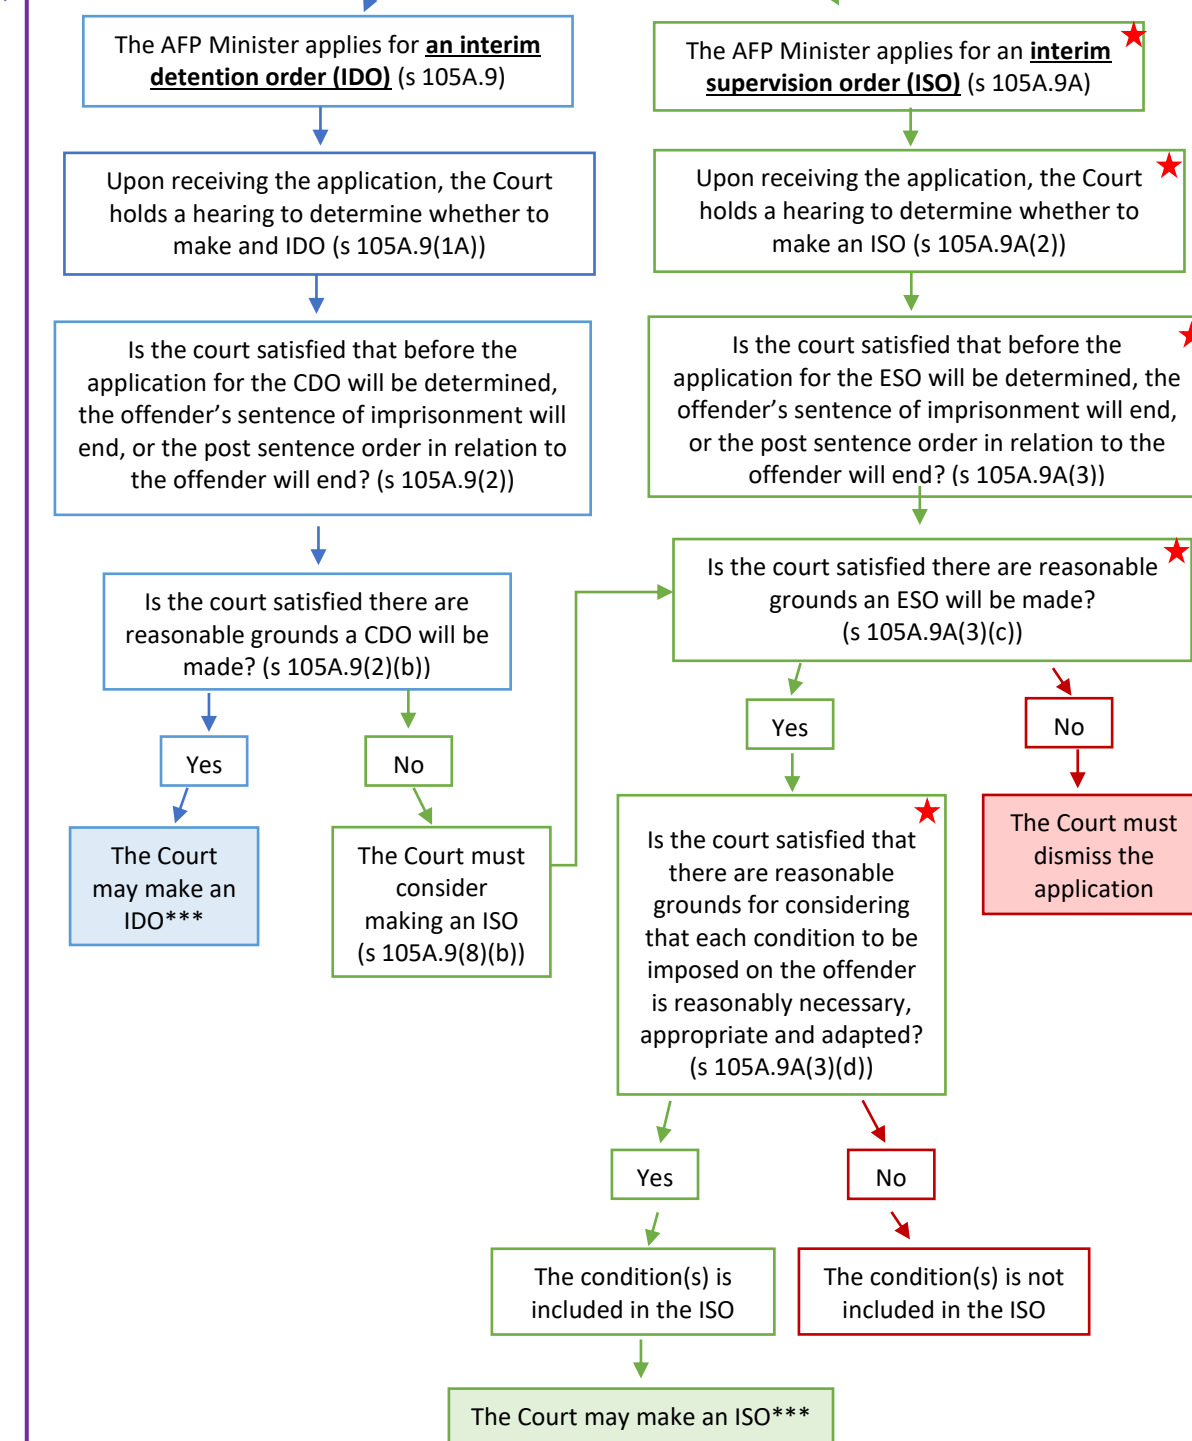 The AFP Minister applies for an interim
detention order (IDO) (s 105A.9)
Upon receiving the application, the Court
holds a hearing to determine whether to
make and IDO (s 105A.9(1A))
Is the court satisfied that before the
application for the CDO will be determined,
the offender’s sentence of imprisonment will
end, or the post sentence order in relation to
the offender will end? (s 105A.9(2))
Is the court satisfied there are
reasonable grounds a CDO will be
made? (s 105A.9(2)(b))
Yes
No
The Court
may make an
IDO***
The Court must
consider
making an ISO
(s 105A.9(8)(b))
The AFP Minister applies for an interim
supervision order (ISO) (s 105A.9A)
Upon receiving the application, the Court
holds a hearing to determine whether to
make an ISO (s 105A.9A(2))
Is the court satisfied that before the
application for the ESO will be determined, the
offender’s sentence of imprisonment will end,
or the post sentence order in relation to the
offender will end? (s 105A.9A(3))
Is the court satisfied there are reasonable
grounds an ESO will be made?
(s 105A.9A(3)(c))
Yes
No
The Court must
dismiss the
application
Is the court satisfied that
there are reasonable
grounds for considering
that each condition to be
imposed on the offender
is reasonably necessary,
appropriate and adapted?
(s 105A.9A(3)(d))
Yes
No
The condition(s) is
included in the ISO
The condition(s) is not
included in the ISO
The Court may make an ISO***